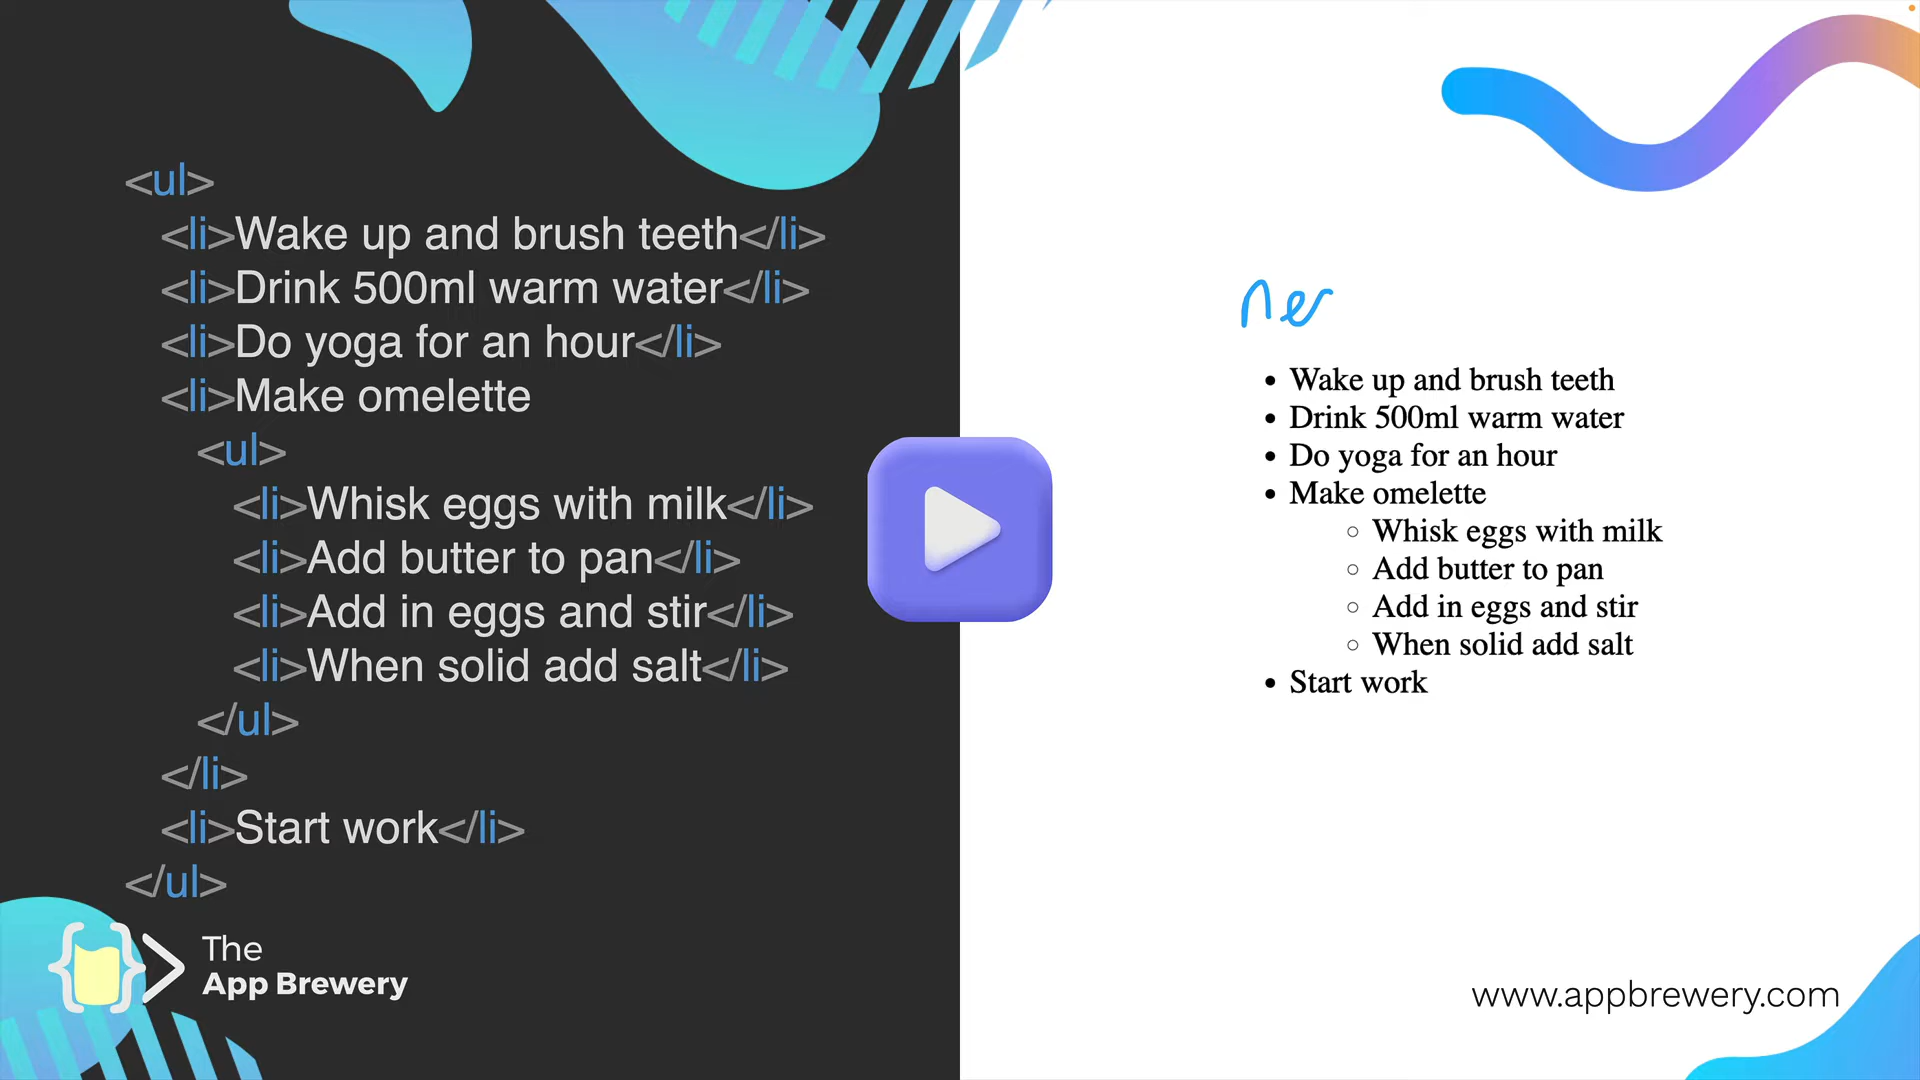 <ul>
<li>Wake up and brush teeth</li>
<li>Drink 500ml warm water</li>
<li>Do yoga for an hour</li>
<li>Make omelette
<ul>
<li>Whisk eggs with milk</li>
<li>Add butter to pan</li>
<li>Add in eggs and stir</li>
<li>When solid add salt</li>
</ul>
</li>
<li>Start work</li>
</ul>
The
App Brewery
• Wake up and brush teeth
• Drink 500ml warm water
• Do yoga for an hour
• Make omelette
○ Whisk eggs with milk
○ Add butter to pan
○ Add in eggs and stir
○ When solid add salt
• Start work
www.appbrewery.com